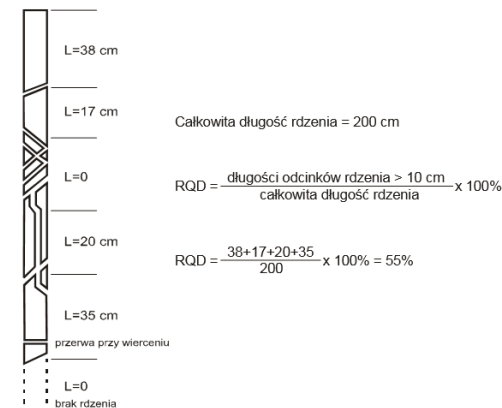 L=38 cm
L=17 cm
L=0
L=20 cm
L=35 cm
przerwa przy wierceniu
L=0
brak rdzenia
Całkowita długość rdzenia = 200 cm
RQD = długości odcinków rdzenia > 10 cm x 100%
całkowita długość rdzenia
RQD = 38+17+20+35 x 100% = 55%
200